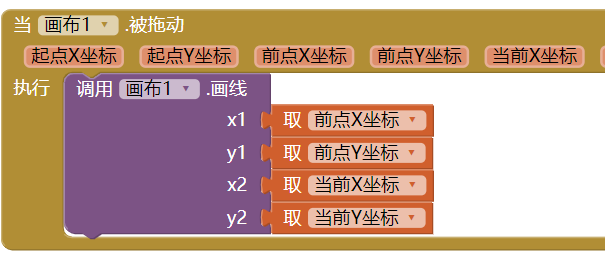 当 画布1 .被拖动
起点X坐标 起点Y坐标 前点X坐标 前点Y坐标 当前X坐标
执行 调用 画布1 .画线
x1 取 前点X坐标
y1 取 前点Y坐标
x2 取 当前X坐标
y2 取 当前Y坐标